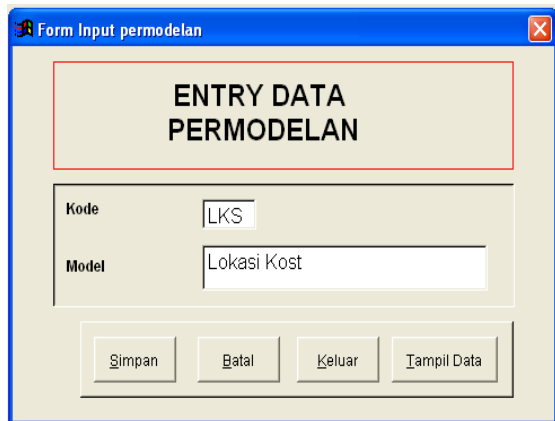 Form Input permodelan
ENTRY DATA
PERMODELAN
Kode
LKS
Model
Lokasi Kost
Simpan Batal Keluar Tampil Data